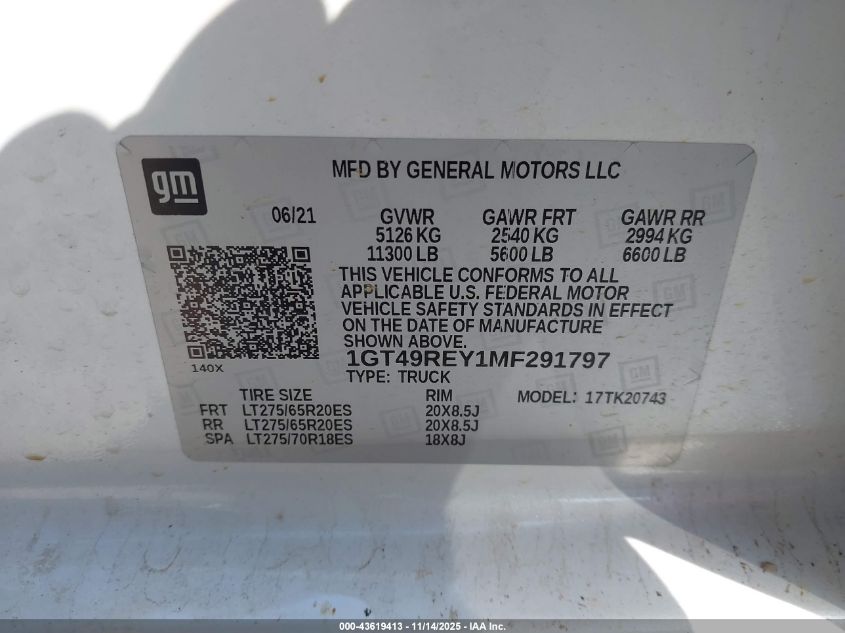 gm
MFD BY GENERAL MOTORS LLC
06/21 GVWR GAWR FRT GAWR RR
5126 KG 2540 KG 2994 KG
11300 LB 5600 LB 6600 LB
THIS VEHICLE CONFORMS TO ALL
APPLICABLE U.S. FEDERAL MOTOR
VEHICLE SAFETY STANDARDS IN EFFECT
ON THE DATE OF MANUFACTURE
SHOWN ABOVE.
1GT49REY1MF291797
140X
TYPE: TRUCK
TIRE SIZE RIM MODEL: 17TK20743
FRT LT275/65R20ES 20X8.5J
RR LT275/65R20ES 20X8.5J
SPA LT275/70R18ES 18X8J
000-43619413 - 11/14/2025 - IAA Inc.